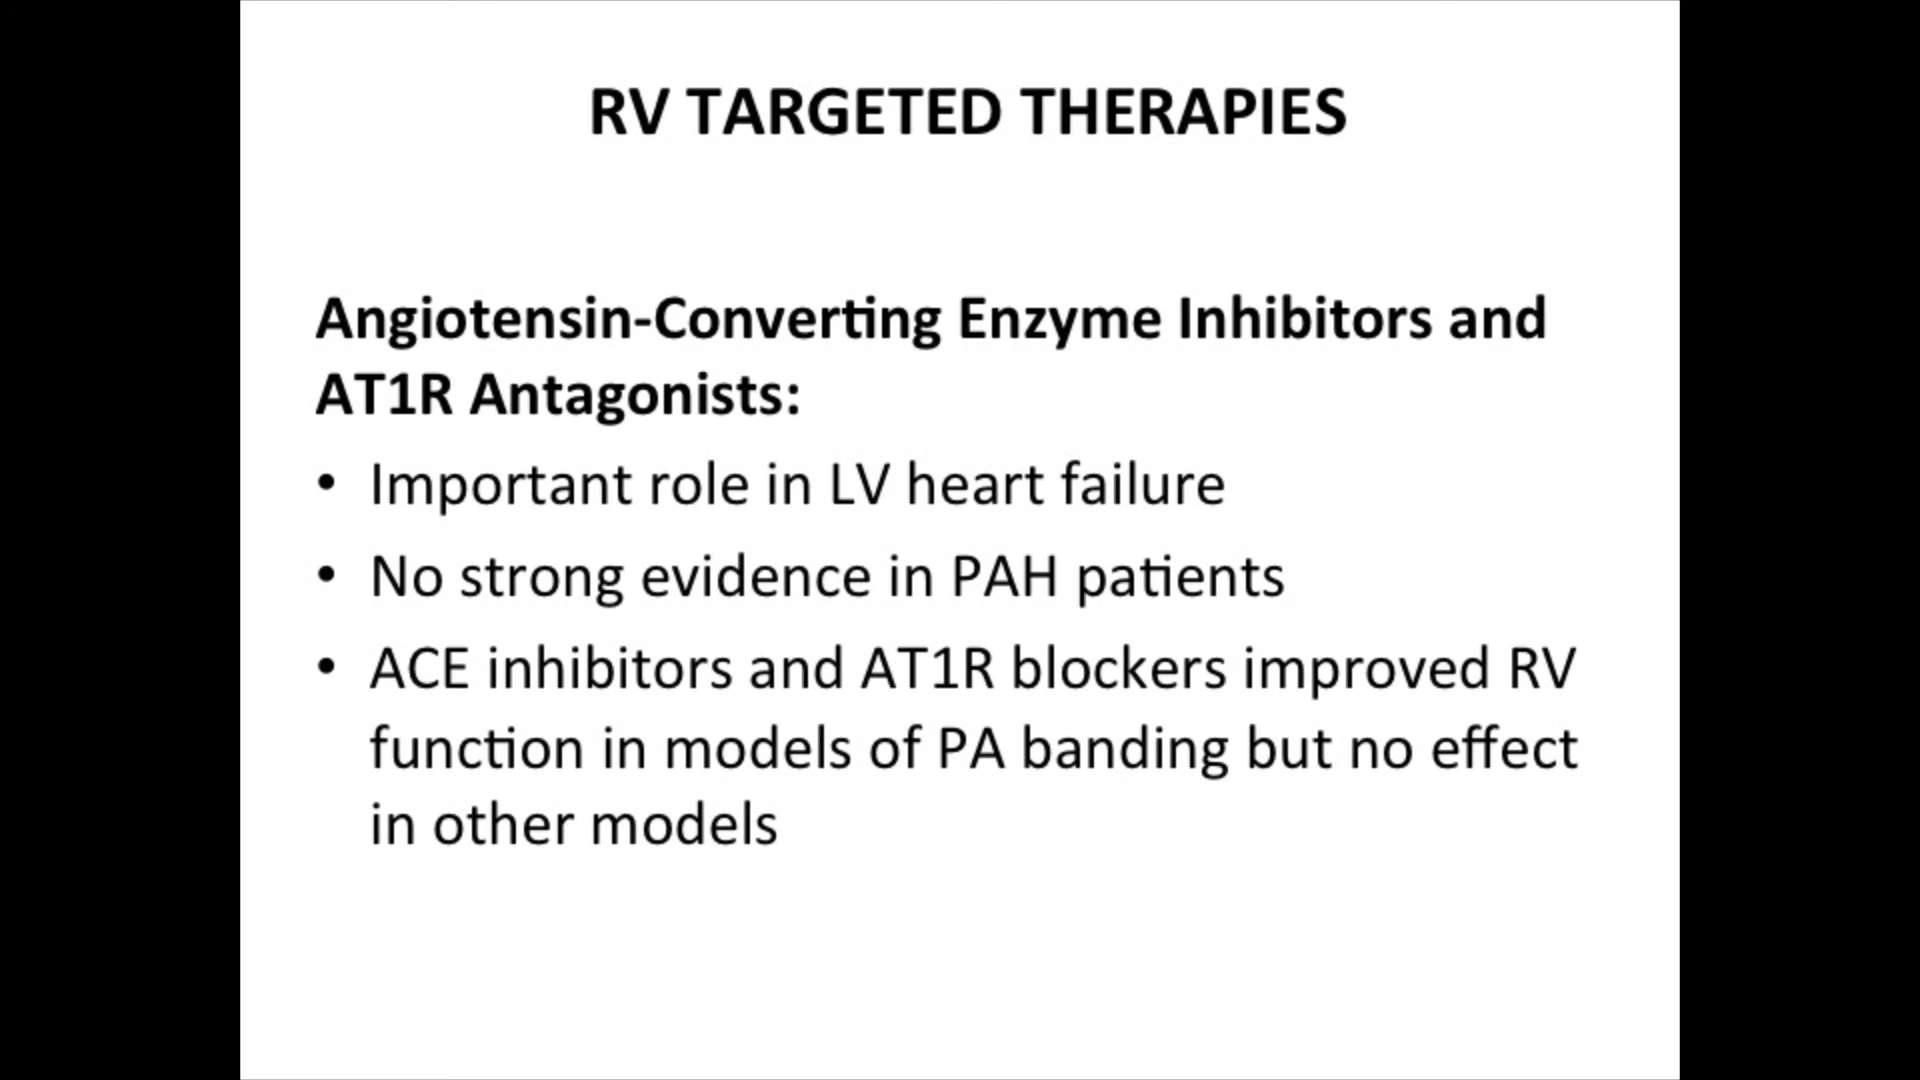 RV TARGETED THERAPIES
Angiotensin-Converting Enzyme Inhibitors and
AT1R Antagonists:
• Important role in LV heart failure
• No strong evidence in PAH patients
• ACE inhibitors and AT1R blockers improved RV
function in models of PA banding but no effect
in other models